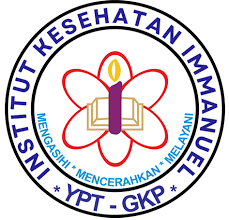 * INSTITUT KESEHATAN IMMANUEL *
MENGASIHI * MENCERAHKAN * MELAYANI
YPT - GKP